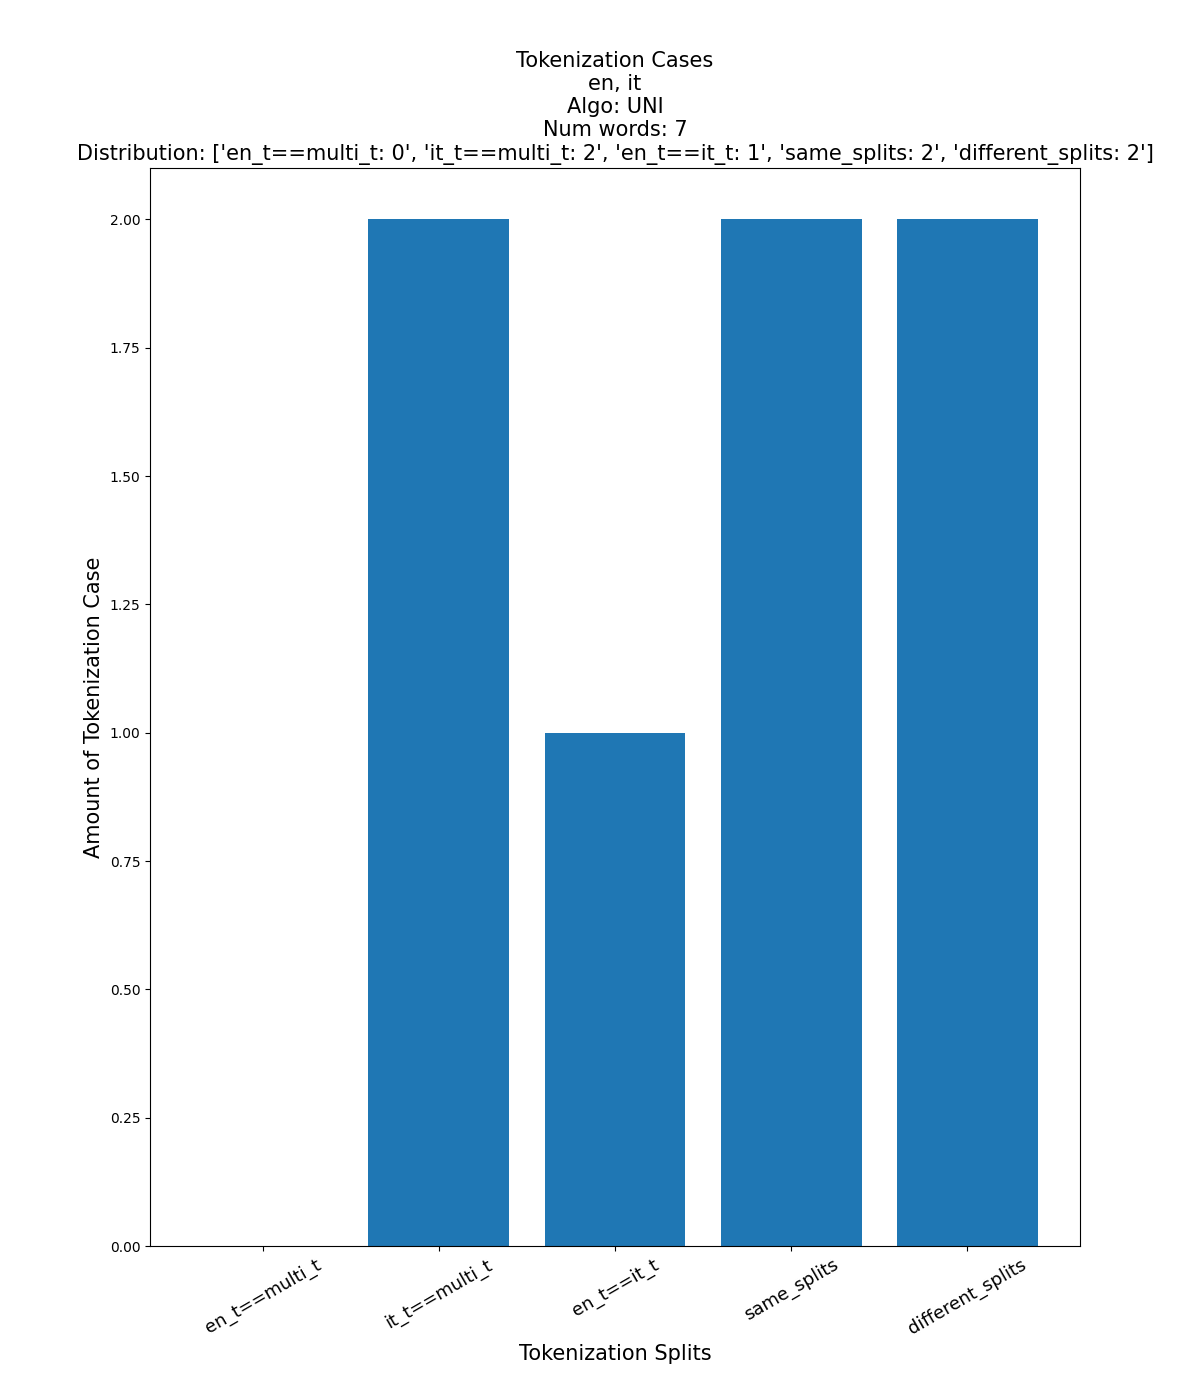 Tokenization Cases
en, it
Algo: UNI
Num words: 7
Distribution: ['en_t==multi_t: 0', 'it_t==multi_t: 2', 'en_t==it_t: 1', 'same_splits: 2', 'different_splits: 2']
Amount of Tokenization Case
2.00
1.75
1.50
1.25
1.00
0.75
0.50
0.25
0.00
en_t==multi_t
it_t==multi_t
en_t==it_t
same_splits
different_splits
Tokenization Splits